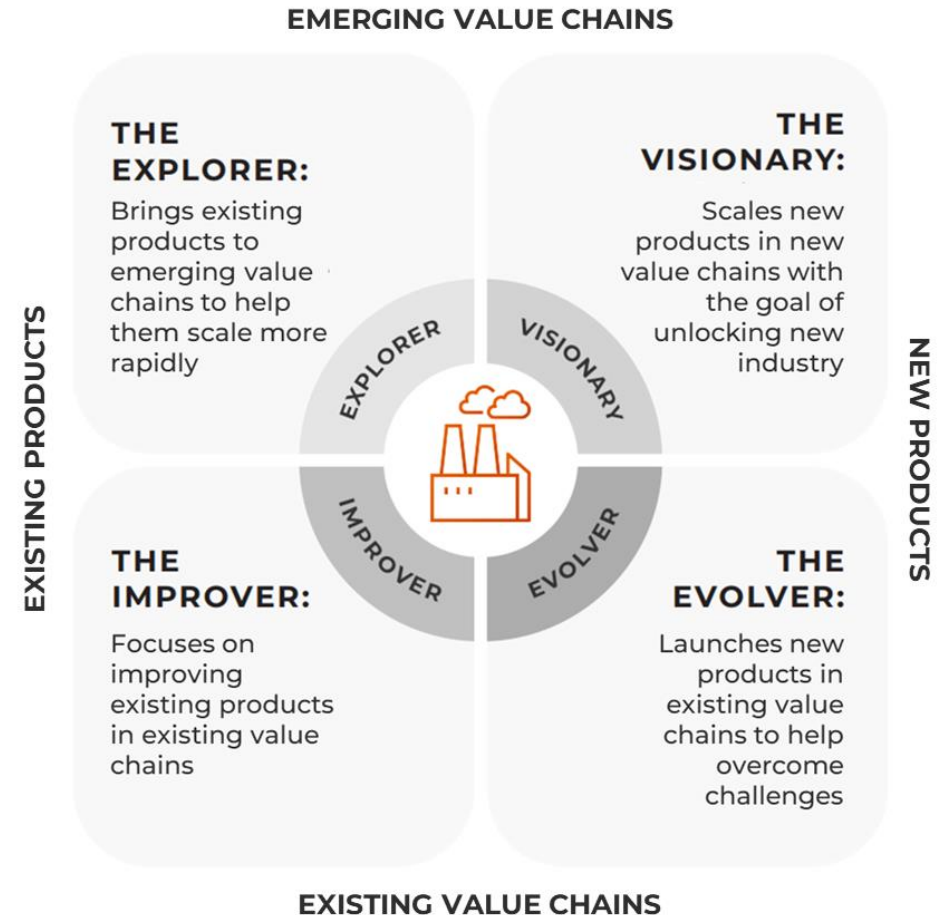 EMERGING VALUE CHAINS
THE
EXPLORER:
Brings existing
products to
emerging value
chains to help
them scale more
rapidly
THE
VISIONARY:
Scales new
products in new
value chains with
the goal of
unlocking new
industry
EXISTING PRODUCTS
NEW PRODUCTS
EXPLORER
VISIONARY
IMPROVER
EVOLVER
THE
IMPROVER:
Focuses on
improving
existing products
in existing value
chains
THE
EVOLVER:
Launches new
products in
existing value
chains to help
overcome
challenges
EXISTING VALUE CHAINS